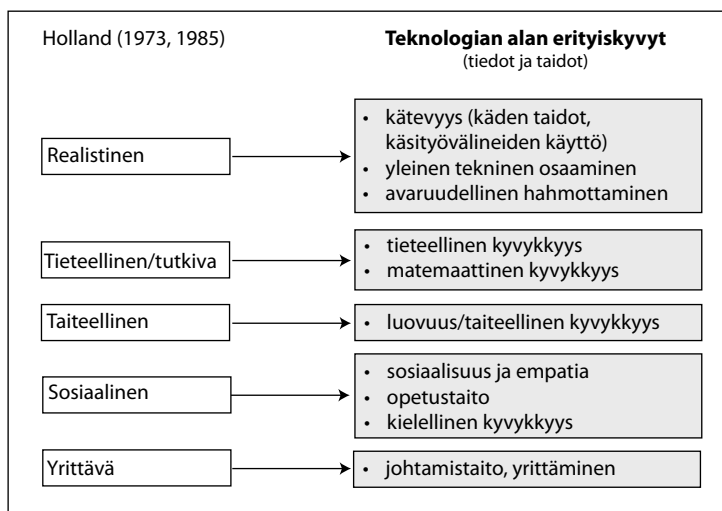 Holland (1973, 1985)
Teknologian alan erityiskyvyt
(tiedot ja taidot)
Realistinen
• kätevyys (käden taidot,
käsityövälineiden käyttö)
• yleinen tekninen osaaminen
• avaruudellinen hahmottaminen
Tieteellinen/tutkiva
• tieteellinen kyvykkyys
• matemaattinen kyvykkyys
Taiteellinen
• luovuus/taiteellinen kyvykkyys
Sosiaalinen
• sosiaalisuus ja empatia
• opetustaito
• kielellinen kyvykkyys
Yrittävä
• johtamistaito, yrittäminen